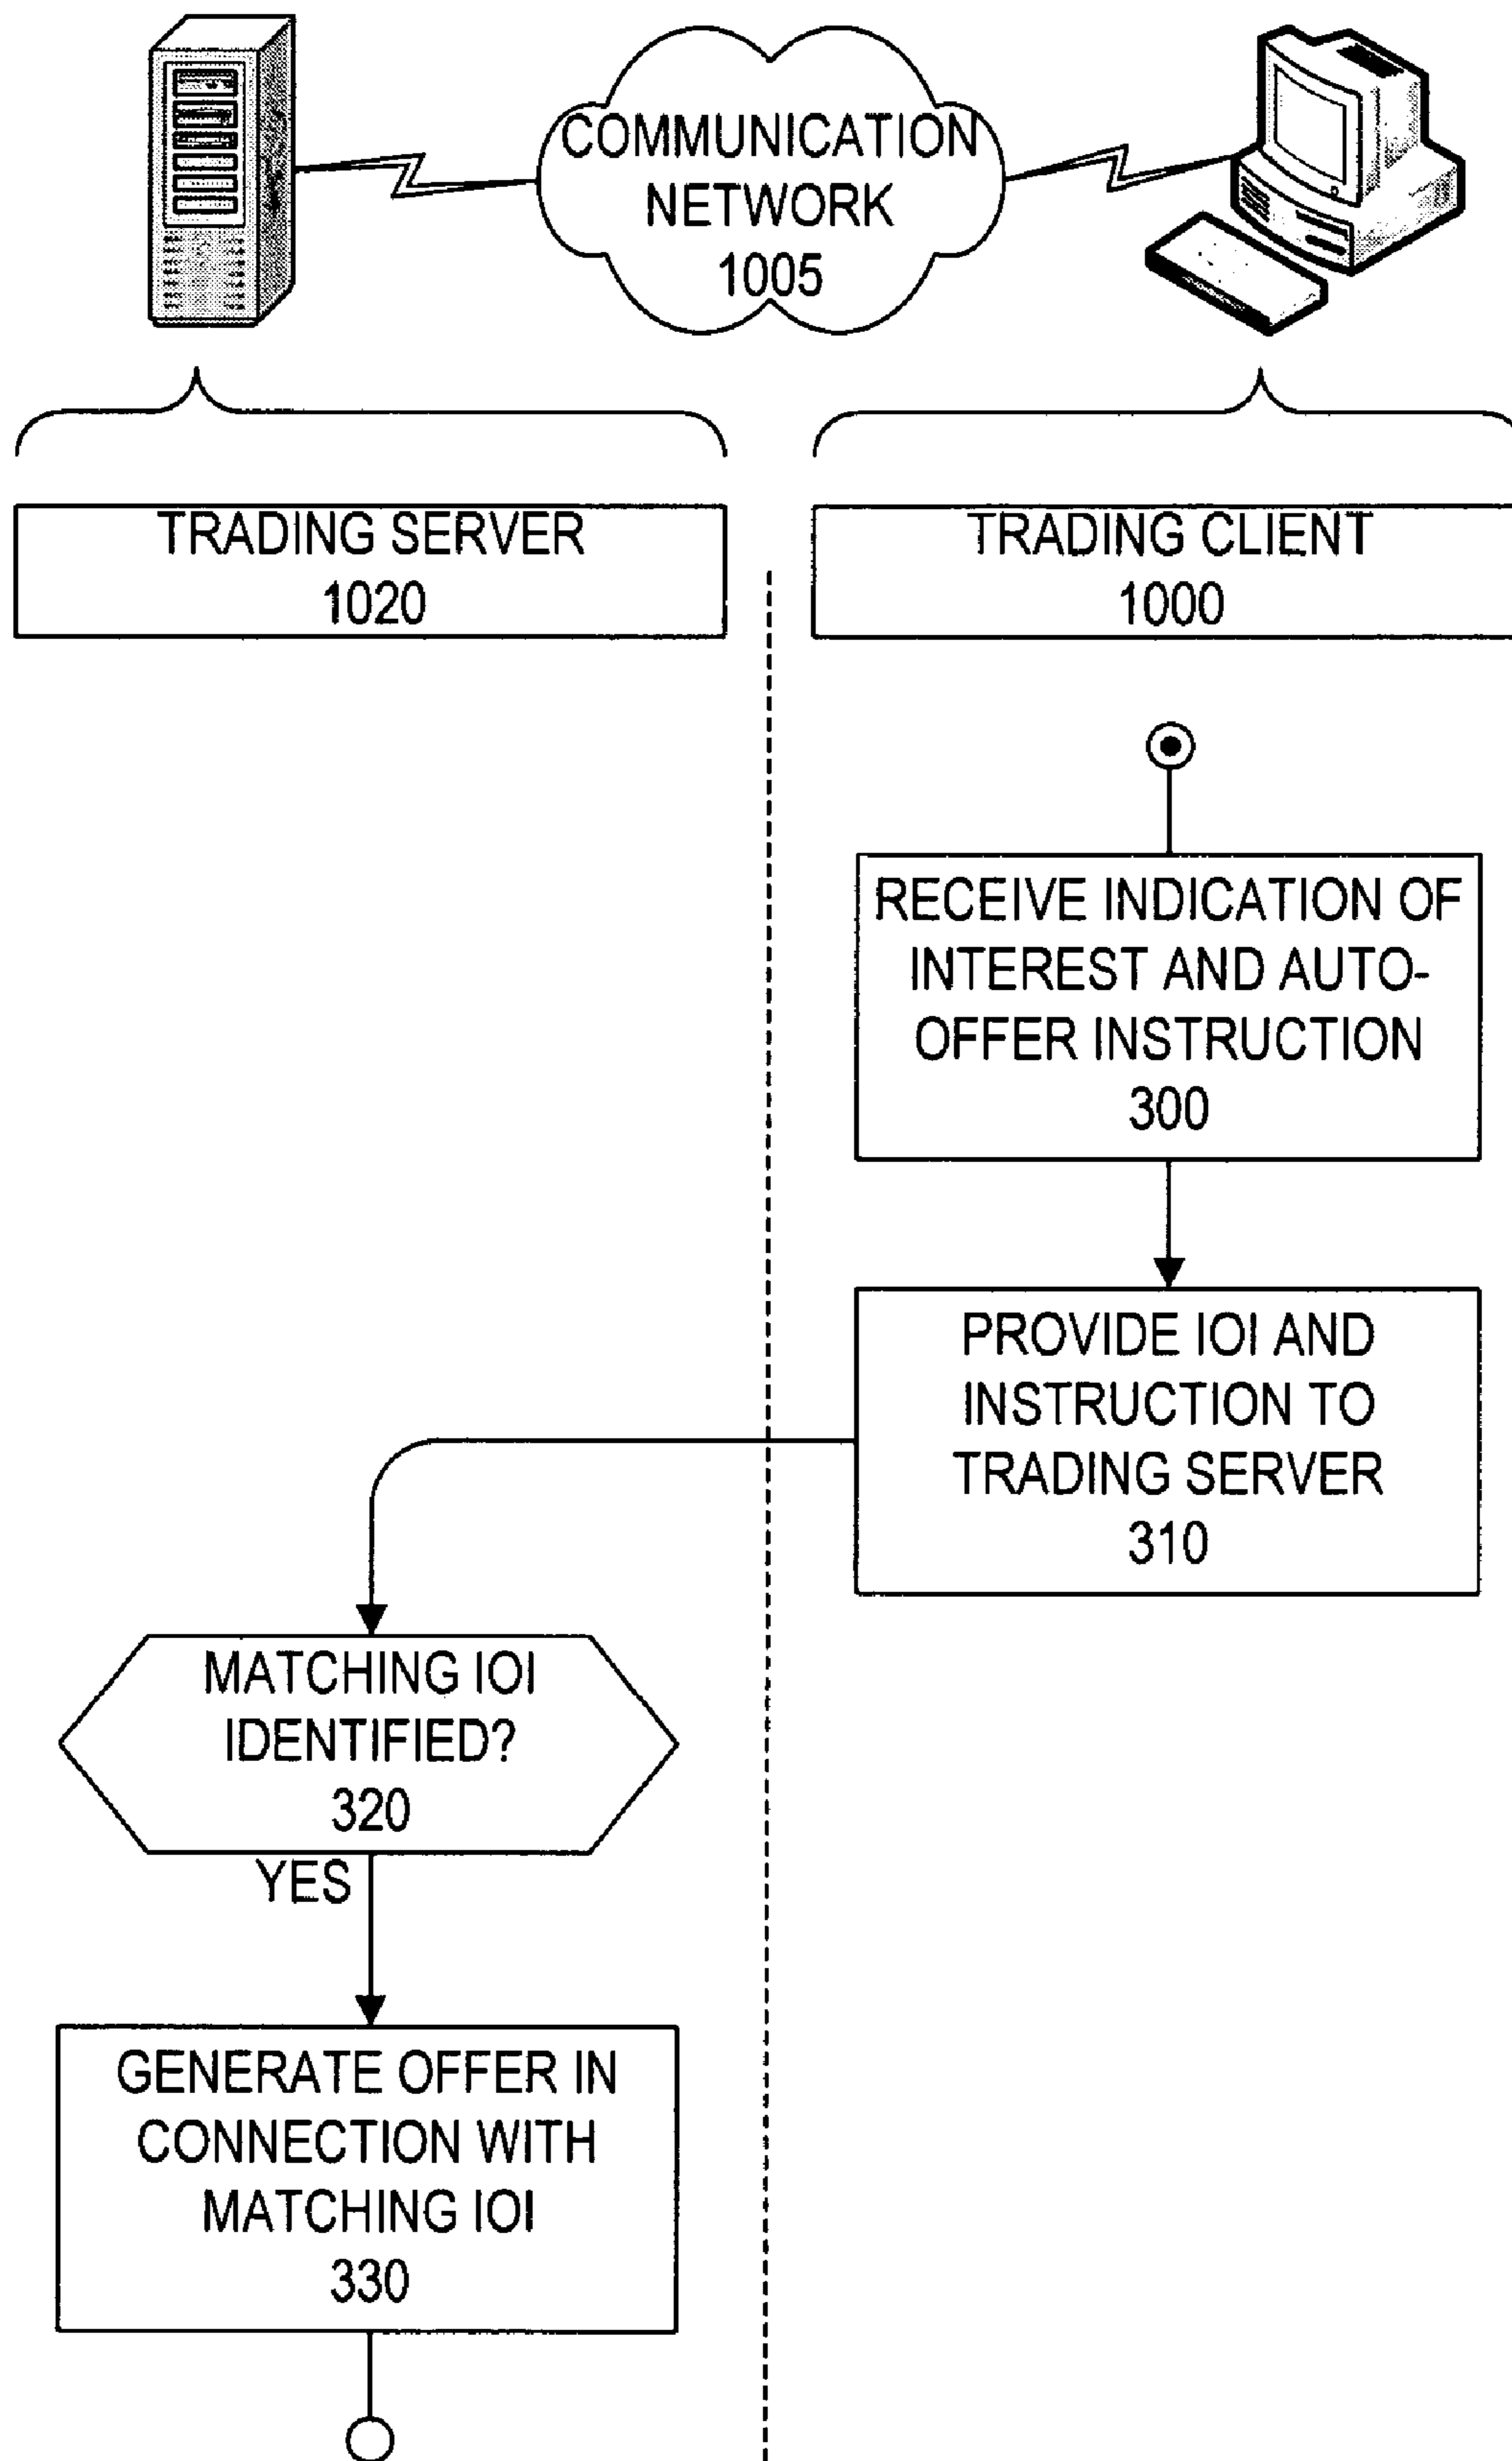 COMMUNICATION
NETWORK
1005
TRADING SERVER
1020
TRADING CLIENT
1000
RECEIVE INDICATION OF
INTEREST AND AUTO-
OFFER INSTRUCTION
300
PROVIDE IOI AND
INSTRUCTION TO
TRADING SERVER
310
MATCHING IOI
IDENTIFIED?
320
YES
GENERATE OFFER IN
CONNECTION WITH
MATCHING IOI
330